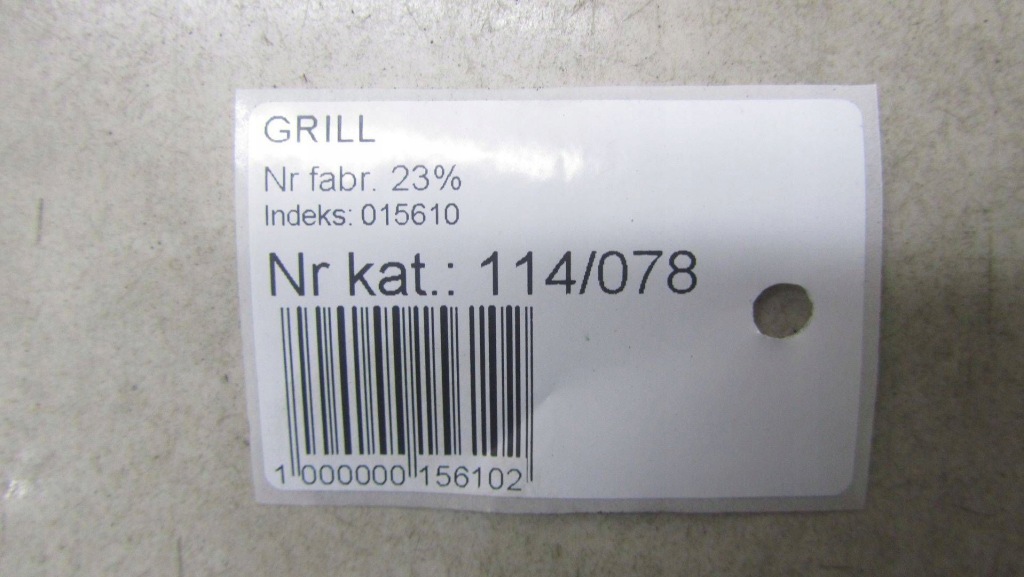 GRILL
Nr fabr. 23%
Indeks: 015610
Nr kat.: 114/078
1 000000 156102